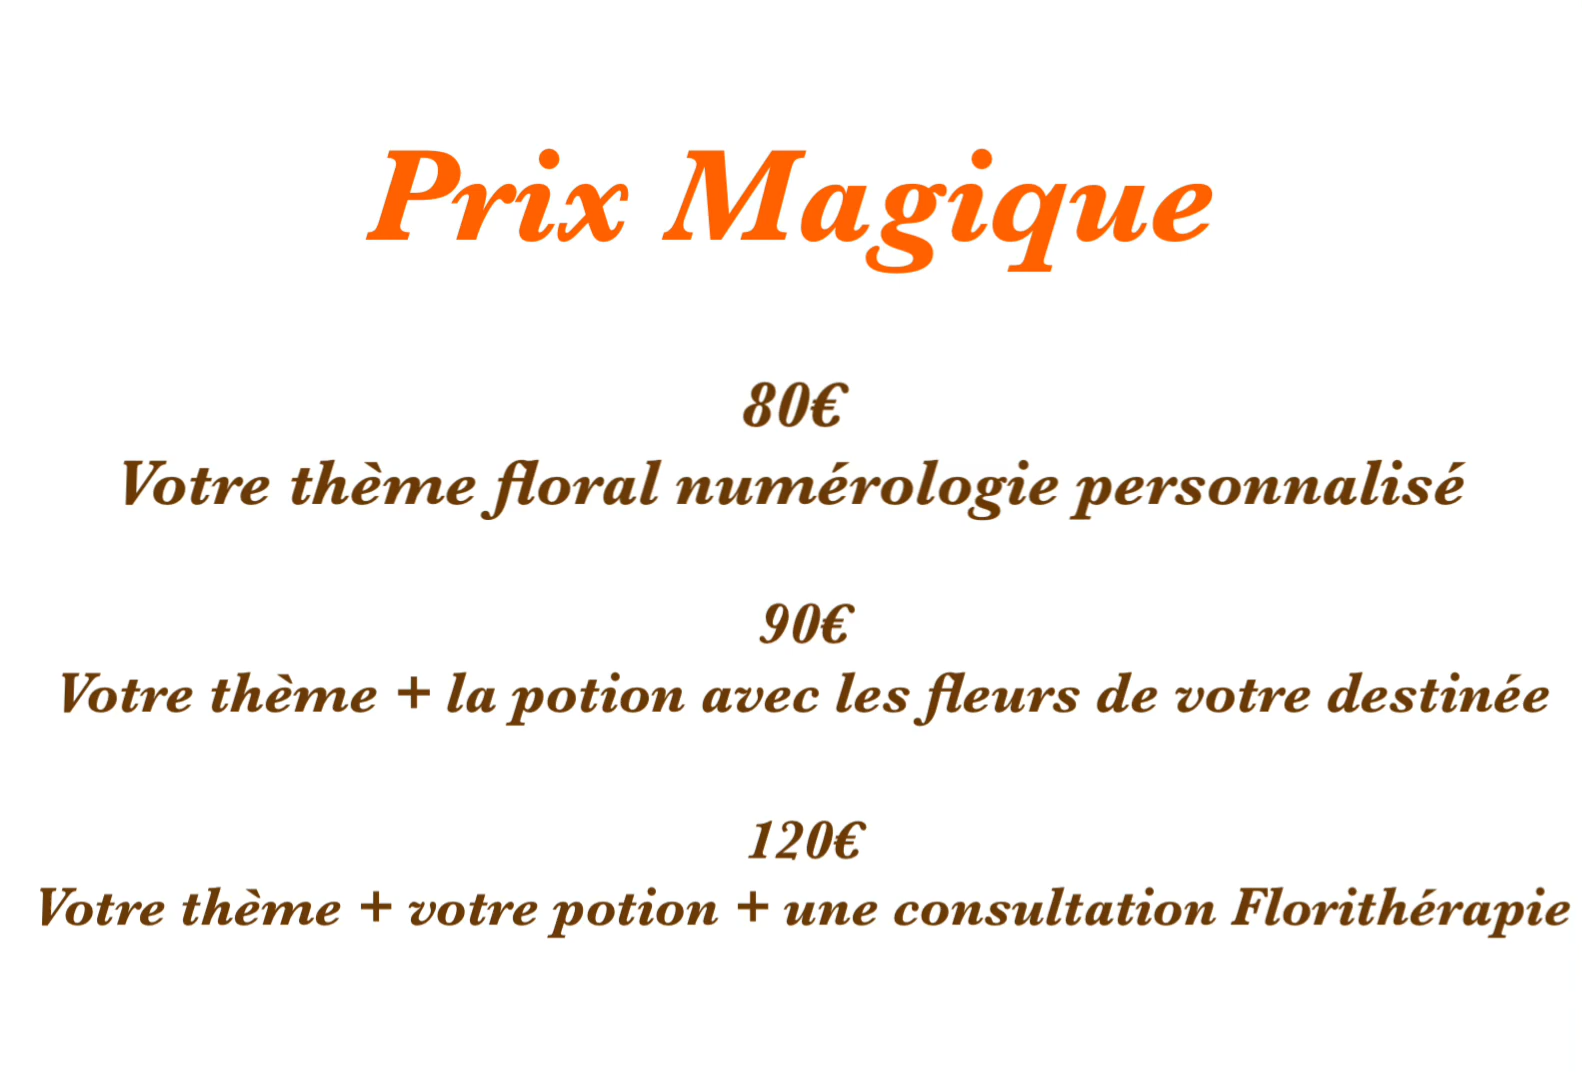 Prix Magique
80€
Votre thème floral numérologie personnalisé
90€
Votre thème + la potion avec les fleurs de votre destinée
120€
Votre thème + votre potion + une consultation Florithérapie